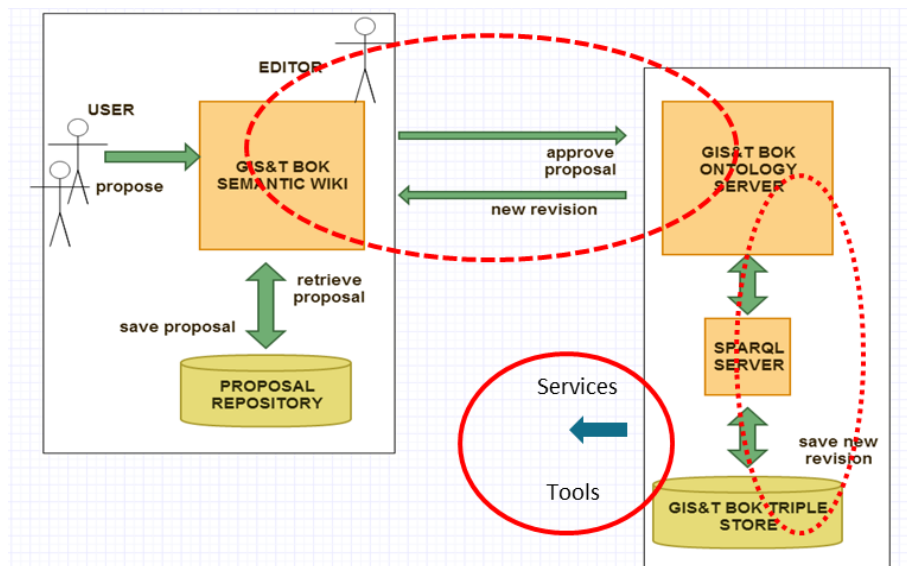 EDITOR
USER
propose
GIS&T BOK
SEMANTIC WIKI
approve
proposal
new revision
GIS&T BOK
ONTOLOGY
SERVER
retrieve
proposal
save proposal
PROPOSAL
REPOSITORY
SPARQL
SERVER
Services
Tools
save new
revision
GIS&T BOK TRIPLE
STORE